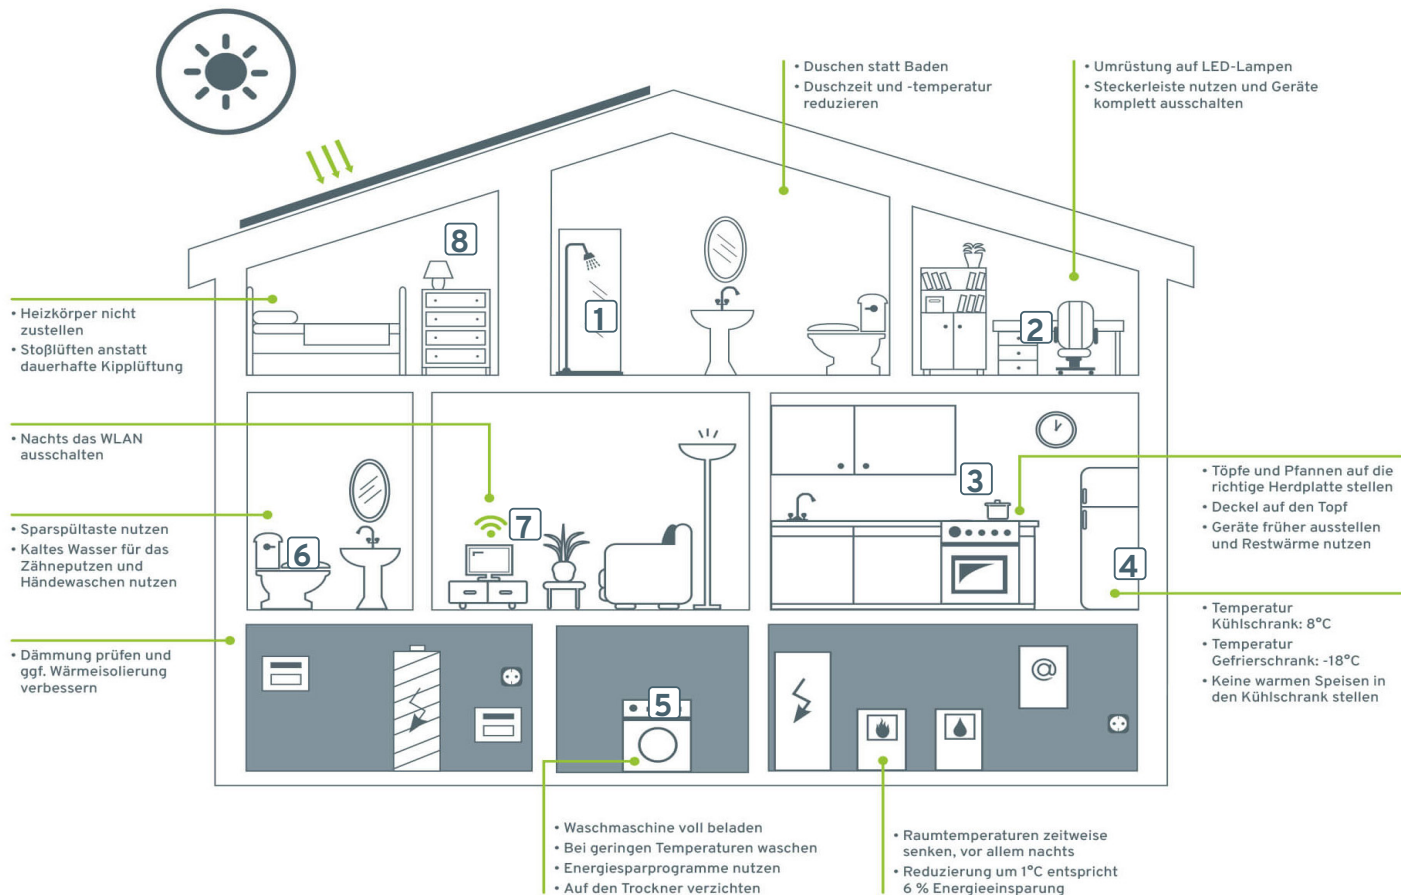 • Duschen statt Baden
• Duschzeit und -temperatur
reduzieren
• Umrüstung auf LED-Lampen
• Steckerleiste nutzen und Geräte
komplett ausschalten
8
1
2
• Heizkörper nicht
zustellen
• Stoßlüften anstatt
dauerhafte Kipplüftung
• Nachts das WLAN
ausschalten
3
7
• Töpfe und Pfannen auf die
richtige Herdplatte stellen
• Deckel auf den Topf
• Geräte früher ausstellen
und Restwärme nutzen
• Sparspültaste nutzen
• Kaltes Wasser für das
Zähneputzen und
Händewaschen nutzen
6
4
• Temperatur
Kühlschrank: 8°C
• Temperatur
Gefrierschrank: -18°C
• Keine warmen Speisen in
den Kühlschrank stellen
• Dämmung prüfen und
ggf. Wärmeisolierung
verbessern
5
@
• Waschmaschine voll beladen
• Bei geringen Temperaturen waschen
• Energiesparprogramme nutzen
• Auf den Trockner verzichten
• Raumtemperaturen zeitweise
senken, vor allem nachts
• Reduzierung um 1°C entspricht
6 % Energieeinsparung